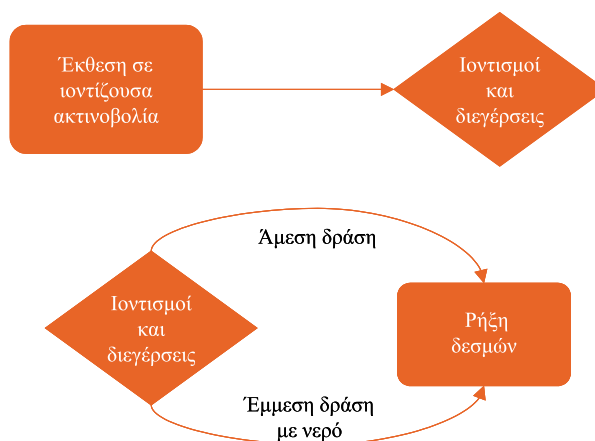 Έκθεση σε
ιοντίζουσα
ακτινοβολία
Ιοντισμοί
και
διεγέρσεις
Άμεση δράση
Ιοντισμοί
και
διεγέρσεις
Ρήξη
δεσμών
Έμμεση δράση
με νερό